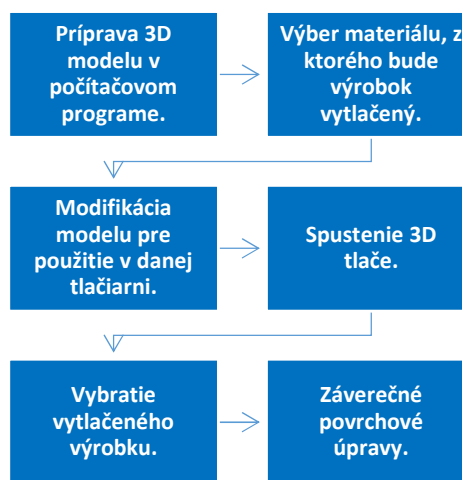 Príprava 3D
modelu v
počítačovom
programe.
Výber materiálu, z
ktorého bude
výrobok
vytlačený.
Modifikácia
modelu pre
použitie v danej
tlačiarni.
Spustenie 3D
tlače.
Vybratie
vytlačeného
výrobku.
Záverečné
povrchové
úpravy.